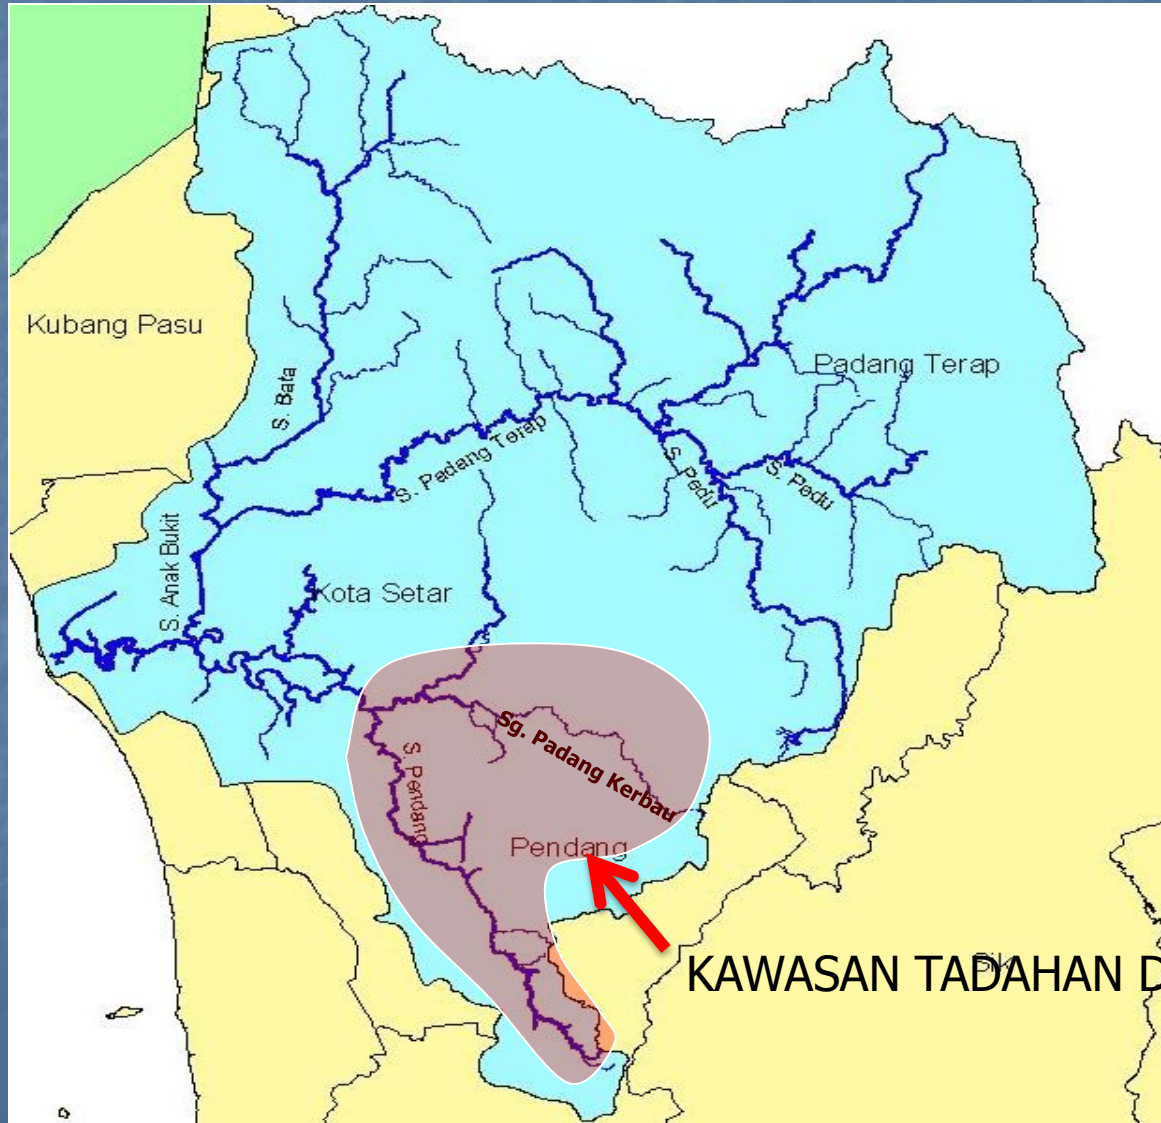 Kubang Pasu
Padang Terap
S. Bata
S. Padang Terap
S. Pedu
S. Pedu
S. Anak Bukit
Kota Setar
Sg. Padang Kerbau
S. Pendang
Pendang
Sik
KAWASAN TADAHAN D